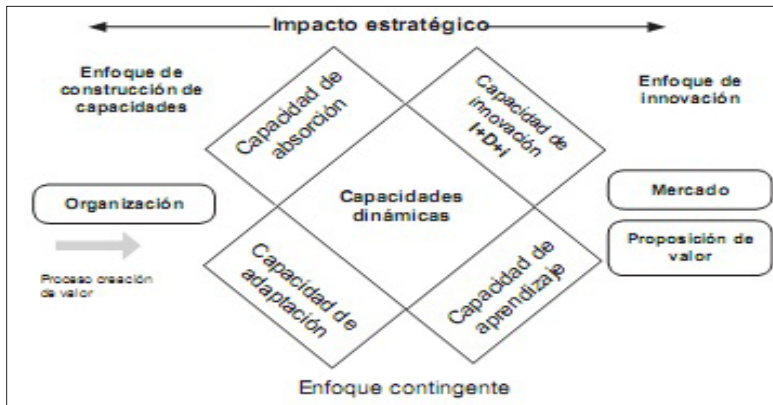 Impacto estratégico
Enfoque de
construcción de
capacidades
Capacidad de
absorción
Capacidad de
innovación
I+D+i
Enfoque de
innovación
Organización
Capacidades
dinámicas
Mercado
Proposición de
valor
Proceso creación
de valor
Capacidad de
adaptación
Capacidad de
aprendizaje
Enfoque contingente